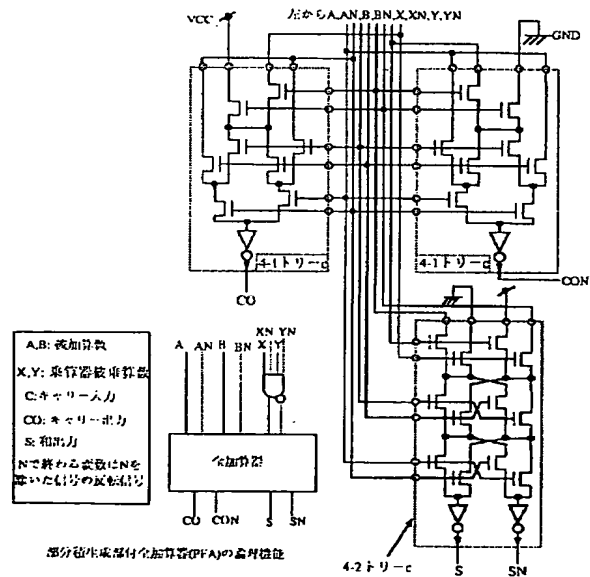 左からA,AN,B,BN,X,XN,Y,YN
VCC
GND
4-1トリーc
4-1トリーc
CO
CON
A,B: 被加算数
X,Y: 乗算器被乗算数
C:キャリー入力
CO:キャリー出力
S:和出力
Nで終わる変数はNを
除いた信号の反転信号
XN YN
A AN B BN X Y
全加算器
CO CON S SN
4-2トリーc
S SN
部分積生成部付全加算器(PFA)の論理機能